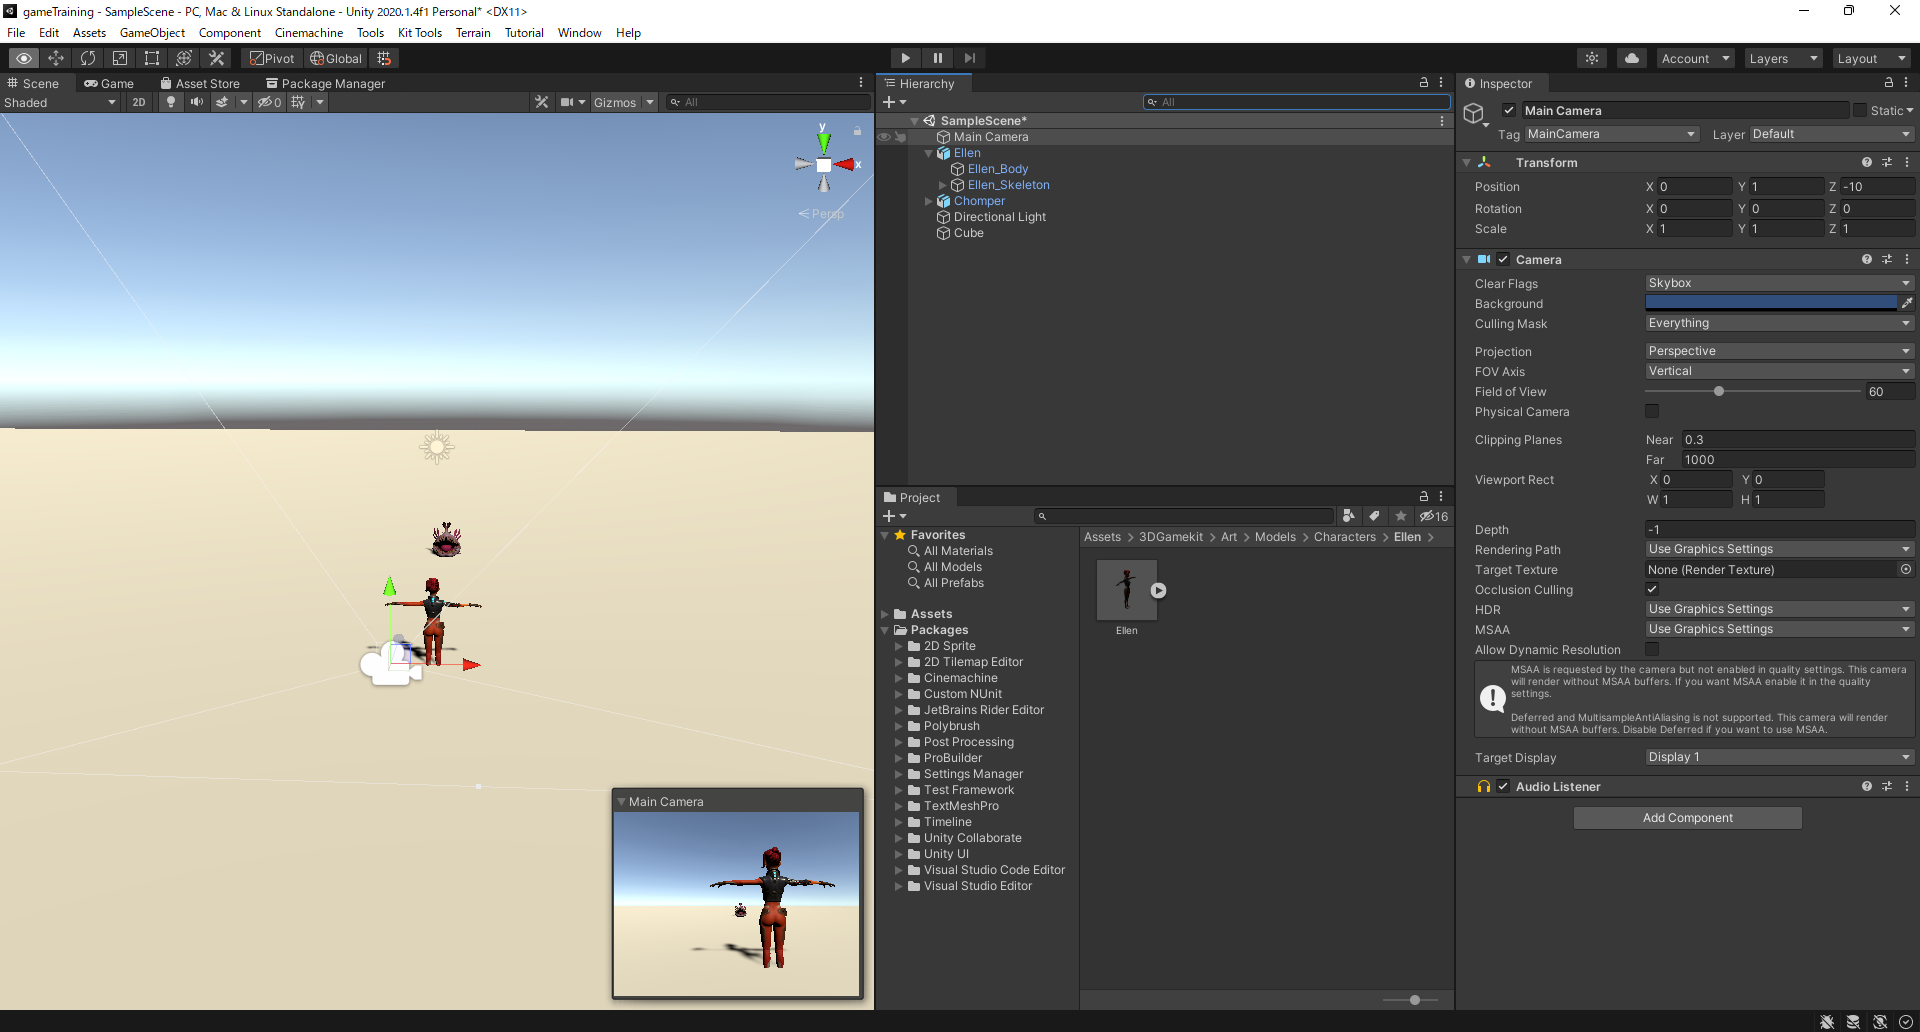 gameTraining - SampleScene - PC, Mac & Linux Standalone - Unity 2020.1.4f1 Personal* <DX11>
File Edit Assets GameObject Component Cinemachine Tools Kit Tools Terrain Tutorial Window Help
Pivot Global Account Layers Layout
Scene Game Asset Store Package Manager
Shaded 2D 0 Gizmos All
y
x
Persp
Main Camera
Hierarchy
All
SampleScene*
Main Camera
Ellen
Ellen_Body
Ellen_Skeleton
Chomper
Directional Light
Cube
Project
16
Favorites
All Materials
All Models
All Prefabs
Assets
Packages
2D Sprite
2D Tilemap Editor
Cinemachine
Custom NUnit
JetBrains Rider Editor
Polybrush
Post Processing
ProBuilder
Settings Manager
Test Framework
TextMeshPro
Timeline
Unity Collaborate
Unity UI
Visual Studio Code Editor
Visual Studio Editor
Assets > 3DGamekit > Art > Models > Characters > Ellen >
Ellen
Inspector
Main Camera Static
Tag MainCamera Layer Default
Transform
Position X 0 Y 1 Z -10
Rotation X 0 Y 0 Z 0
Scale X 1 Y 1 Z 1
Camera
Clear Flags Skybox
Background
Culling Mask Everything
Projection Perspective
FOV Axis Vertical
Field of View 60
Physical Camera
Clipping Planes Near 0.3
Far 1000
Viewport Rect X 0 Y 0
W 1 H 1
Depth -1
Rendering Path Use Graphics Settings
Target Texture None (Render Texture)
Occlusion Culling
HDR Use Graphics Settings
MSAA Use Graphics Settings
Allow Dynamic Resolution
MSAA is requested by the camera but not enabled in quality settings. This camera
will render without MSAA buffers. If you want MSAA enable it in the quality
settings.
Deferred and MultisampleAntiAliasing is not supported. This camera will render
without MSAA buffers. Disable Deferred if you want to use MSAA.
Target Display Display 1
Audio Listener
Add Component